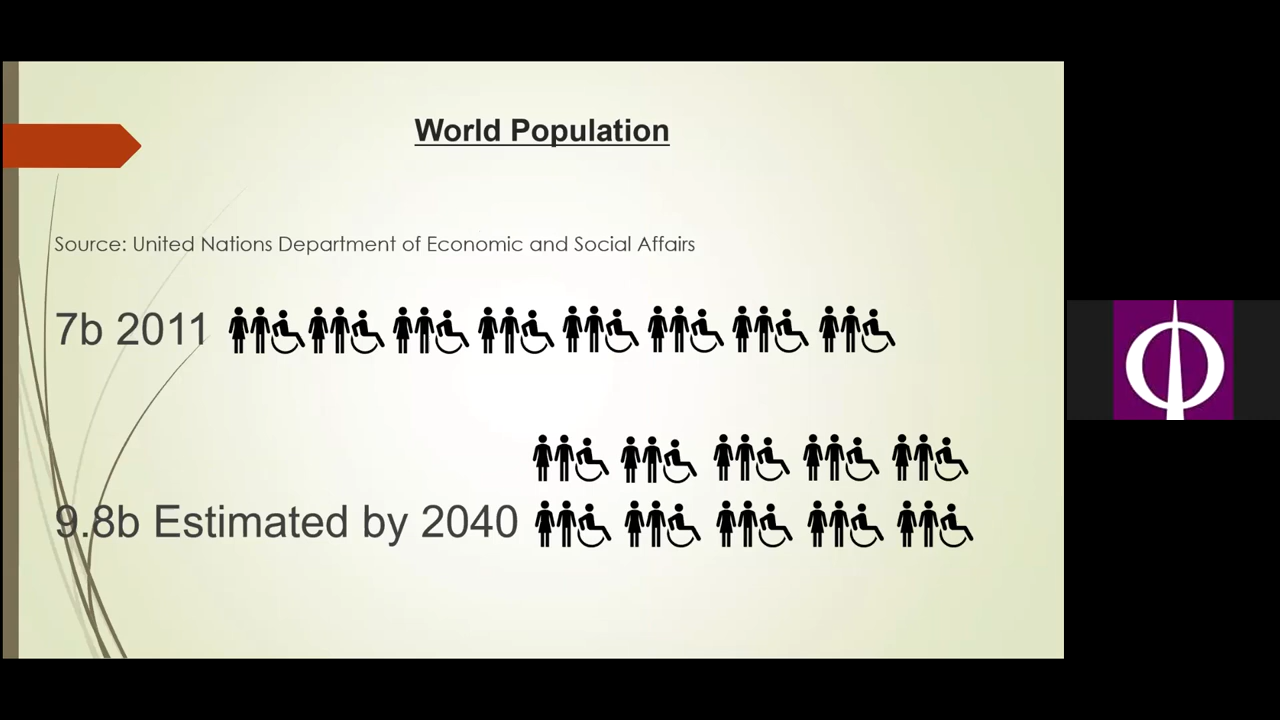 World Population
Source: United Nations Department of Economic and Social Affairs
7b 2011
9.8b Estimated by 2040